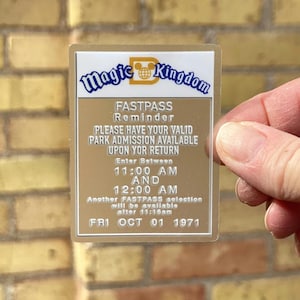 Magic Kingdom
FASTPASS
Reminder
PLEASE HAVE YOUR VALID
PARK ADMISSION AVAILABLE
UPON YOR RETURN
Enter Between
11:00 AM
AND
12:00 AM
Another FASTPASS selection
will be available
after 11:15am
FRI OCT 01 1971